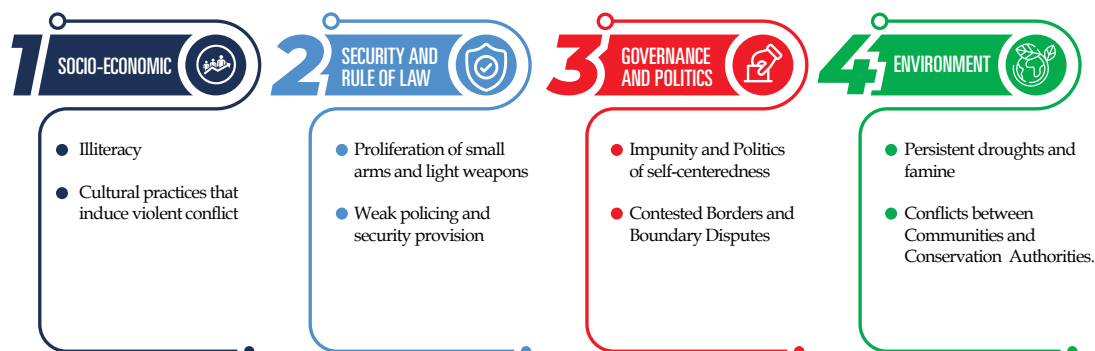 1 SOCIO-ECONOMIC
Illiteracy
Cultural practices that
induce violent conflict
2 SECURITY AND
RULE OF LAW
Proliferation of small
arms and light weapons
Weak policing and
security provision
3 GOVERNANCE
AND POLITICS
Impunity and Politics
of self-centeredness
Contested Borders and
Boundary Disputes
4 ENVIRONMENT
Persistent droughts and
famine
Conflicts between
Communities and
Conservation Authorities.